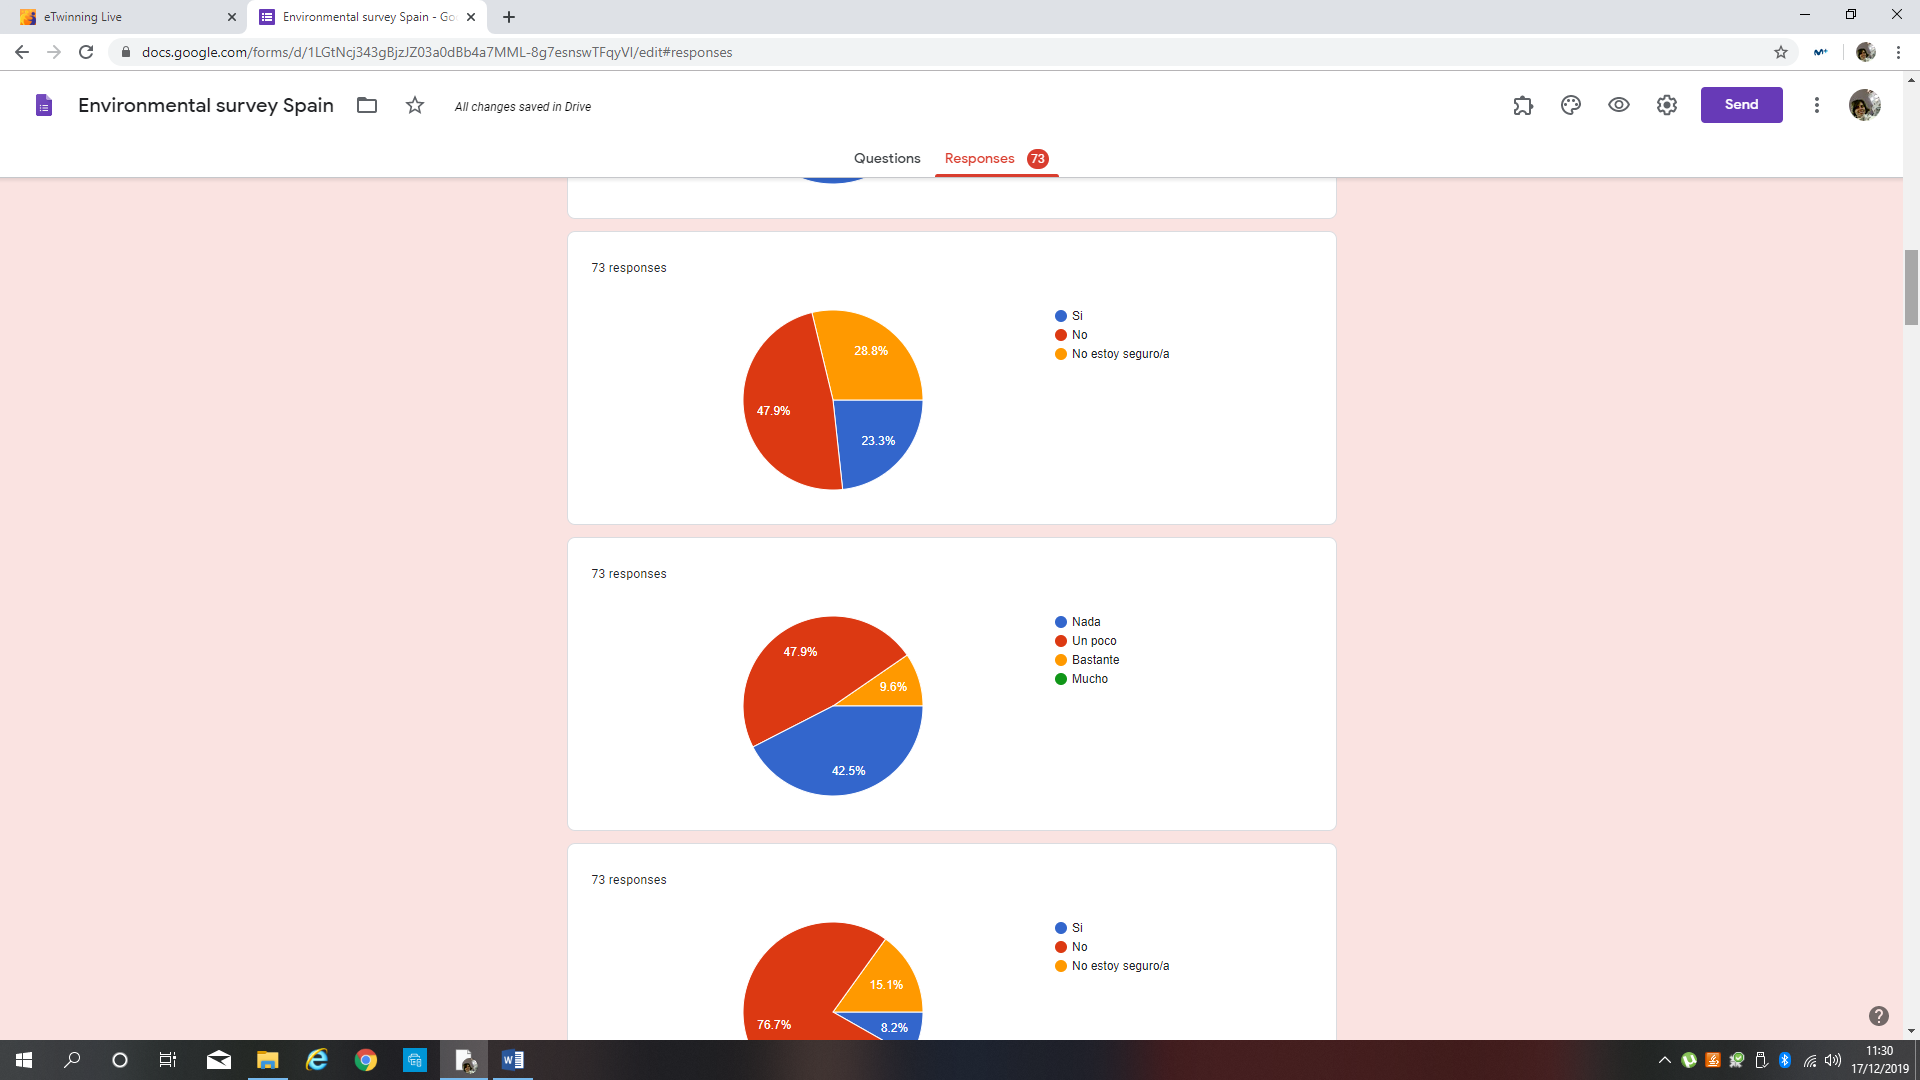 eTwinning Live
Environmental survey Spain - Go
docs.google.com/forms/d/1LGtNcj343gBjzJZ03a0dBb4a7MML-8g7esnswTFqyVI/edit#responses
Environmental survey Spain
All changes saved in Drive
Send
Questions
Responses 73
73 responses
Si
No
No estoy seguro/a
28.8%
47.9%
23.3%
73 responses
Nada
Un poco
Bastante
Mucho
47.9%
9.6%
42.5%
73 responses
Si
No
No estoy seguro/a
15.1%
76.7%
8.2%
11:30
17/12/2019